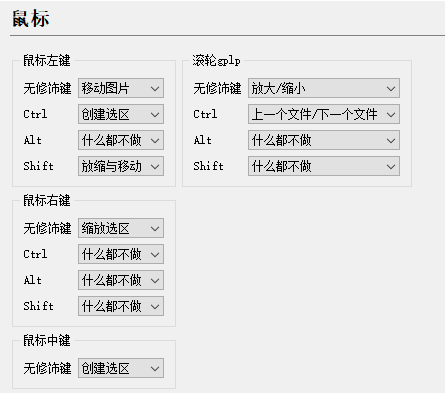 鼠标
鼠标左键
无修饰键 移动图片
Ctrl 创建选区
Alt 什么都不做
Shift 放缩与移动
滚轮gplp
无修饰键 放大/缩小
Ctrl 上一个文件/下一个文件
Alt 什么都不做
Shift 什么都不做
鼠标右键
无修饰键 缩放选区
Ctrl 什么都不做
Alt 什么都不做
Shift 什么都不做
鼠标中键
无修饰键 创建选区